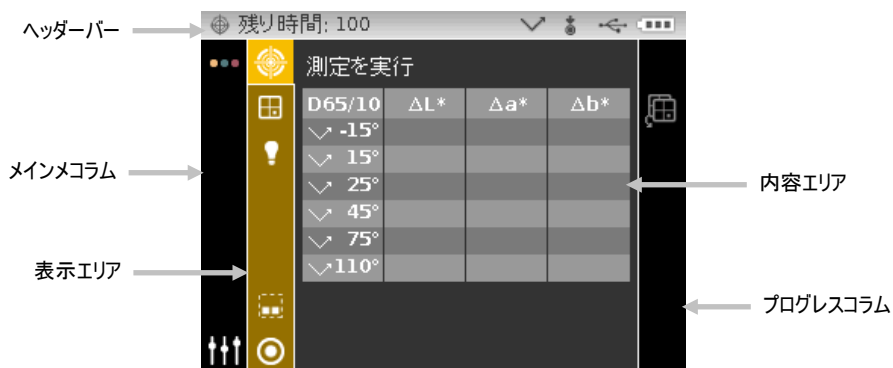 ヘッダーバー
残り時間: 100
測定を実行
D65/10 ΔL* Δa* Δb*
-15°
15°
25°
45°
75°
110°
メインメコラム
表示エリア
内容エリア
プログレスコラム